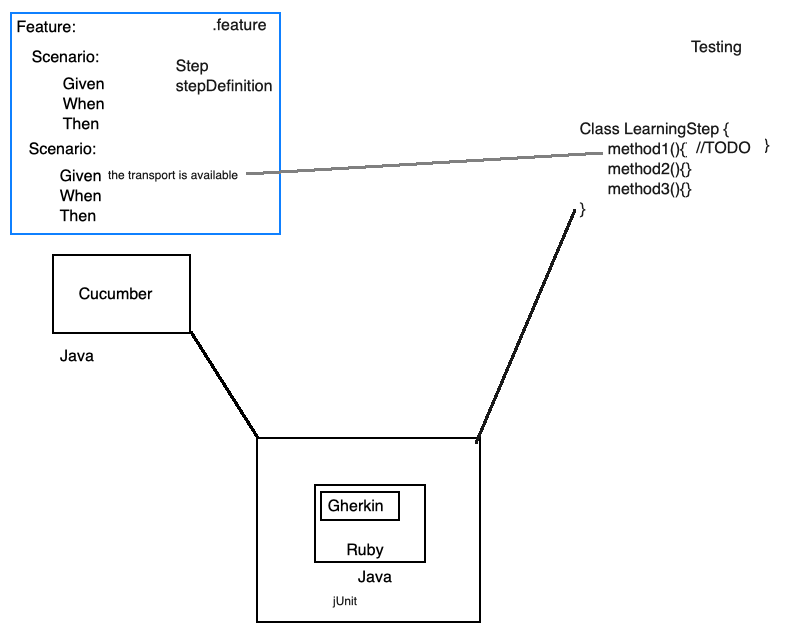 Feature:
.feature
Scenario:
Step
stepDefinition
Given
When
Then
Scenario:
Given the transport is available
When
Then
Testing
Class LearningStep {
method1(){ //TODO }
method2(){}
method3(){}
}
Cucumber
Java
Gherkin
Ruby
Java
jUnit